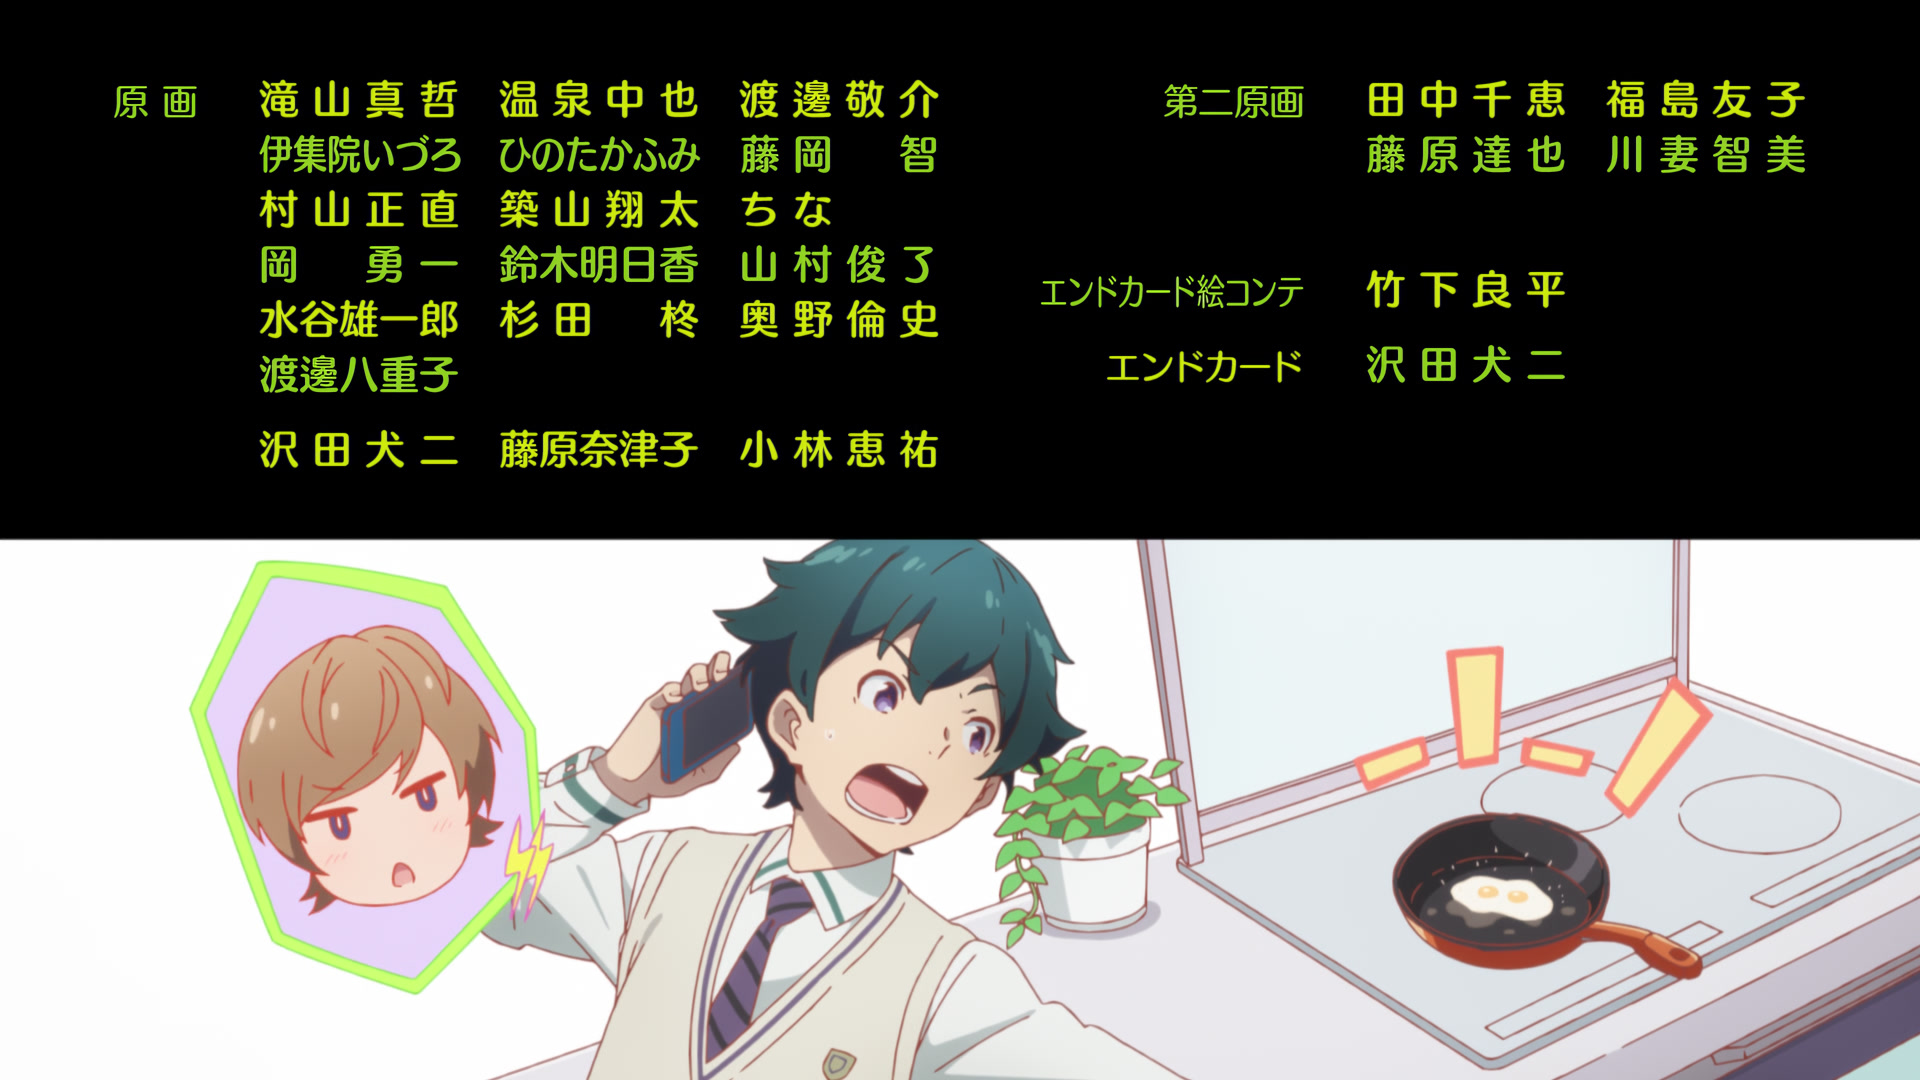 原画 滝山真哲 温泉中也 渡邊敬介
伊集院いづろ ひのたかふみ 藤岡 智
村山正直 築山翔太 ちな
岡 勇一 鈴木明日香 山村俊了
水谷雄一郎 杉田 柊 奥野倫史
渡邊八重子
沢田犬二 藤原奈津子 小林恵祐
第二原画 田中千恵 福島友子
藤原達也 川妻智美
エンドカード絵コンテ 竹下良平
エンドカード 沢田犬二